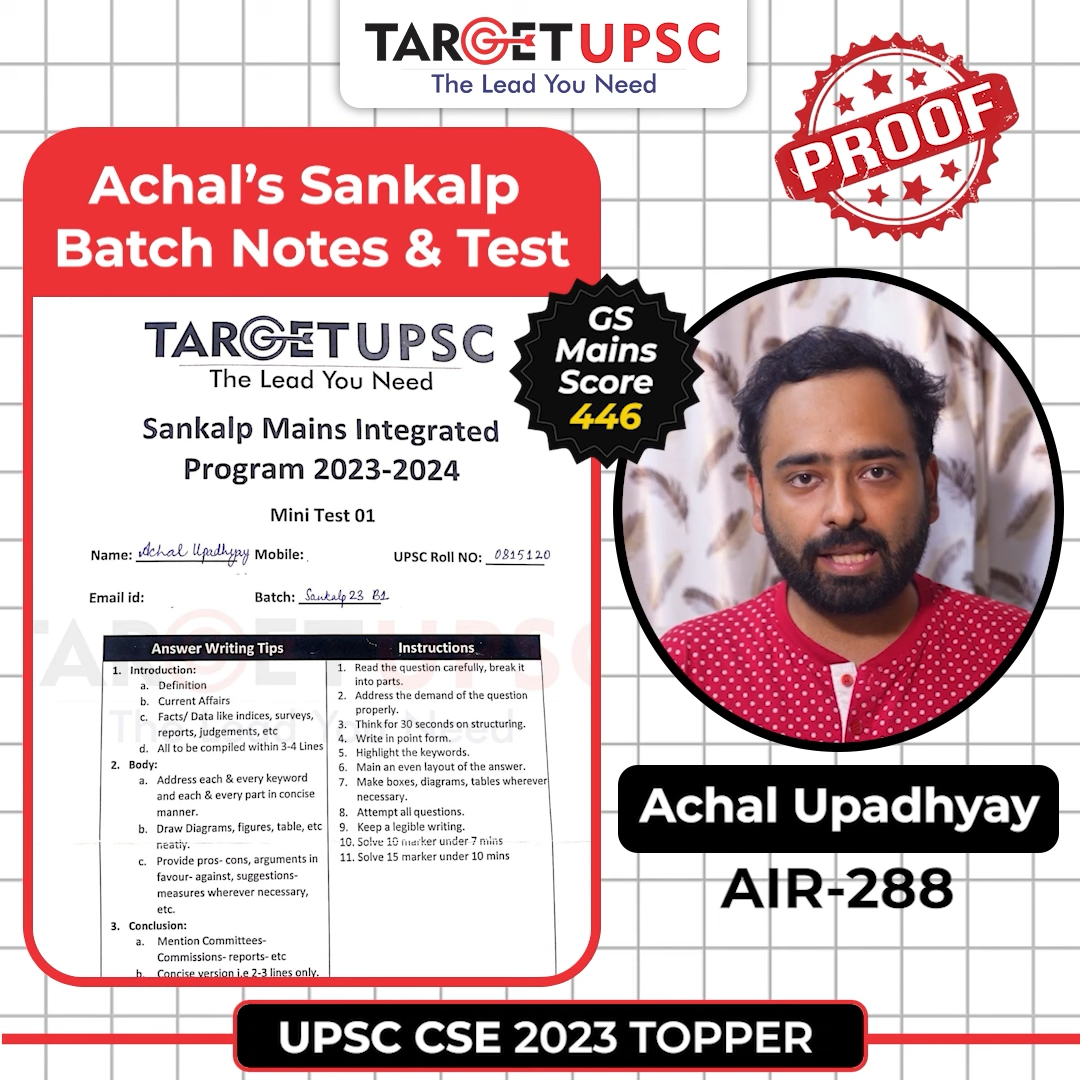 TARGETUPSC
The Lead You Need
PROOF
Achal's Sankalp
Batch Notes & Test
GS
Mains
Score
446
TARGETUPSC
The Lead You Need
Sankalp Mains Integrated
Program 2023-2024
Mini Test 01
Name: Achal Upadhyay Mobile: UPSC Roll NO: 0815120
Email id: Batch: Sankalp 23 B1
TARGETUPSC
The Lead You Need
Answer Writing Tips
1. Introduction:
a. Definition
b. Current Affairs
c. Facts/ Data like indices, surveys,
reports, judgements, etc
d. All to be compiled within 3-4 Lines
2. Body:
a. Address each & every keyword
and each & every part in concise
manner.
b. Draw Diagrams, figures, table, etc
neatly.
c. Provide pros- cons, arguments in
favour- against, suggestions-
measures wherever necessary,
etc.
3. Conclusion:
a. Mention Committees-
Commissions- reports- etc
b. Concise version i.e 2-3 lines only.
Instructions
1. Read the question carefully, break it
into parts.
2. Address the demand of the question
properly.
3. Think for 30 seconds on structuring.
4. Write in point form.
5. Highlight the keywords.
6. Main an even layout of the answer.
7. Make boxes, diagrams, tables wherever
necessary.
8. Attempt all questions.
9. Keep a legible writing.
10. Solve 10 marker under 7 mins
11. Solve 15 marker under 10 mins
Achal Upadhyay
AIR-288
UPSC CSE 2023 TOPPER